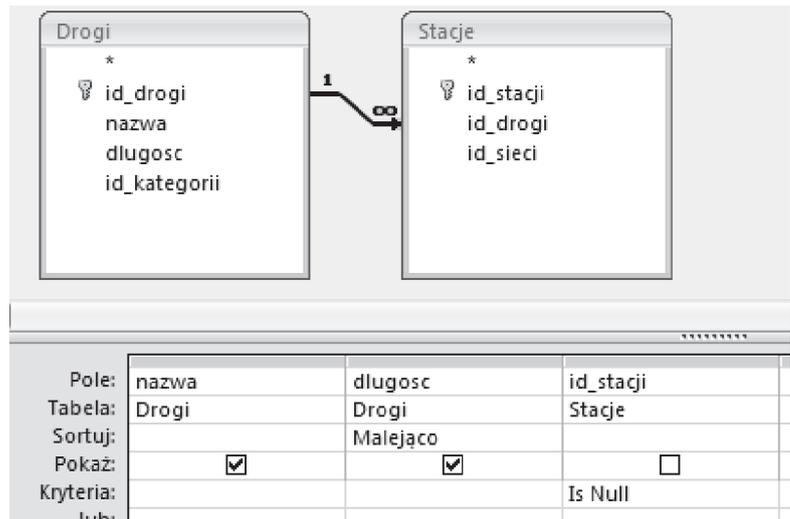 Drogi
*
id_drogi
nazwa
dlugosc
id_kategorii
1
∞
Stacje
*
id_stacji
id_drogi
id_sieci
Pole: nazwa dlugosc id_stacji
Tabela: Drogi Drogi Stacje
Sortuj: Malejąco
Pokaż:
Kryteria: Is Null
lub: